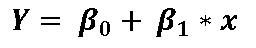 Y = β₀ + β₁ * x